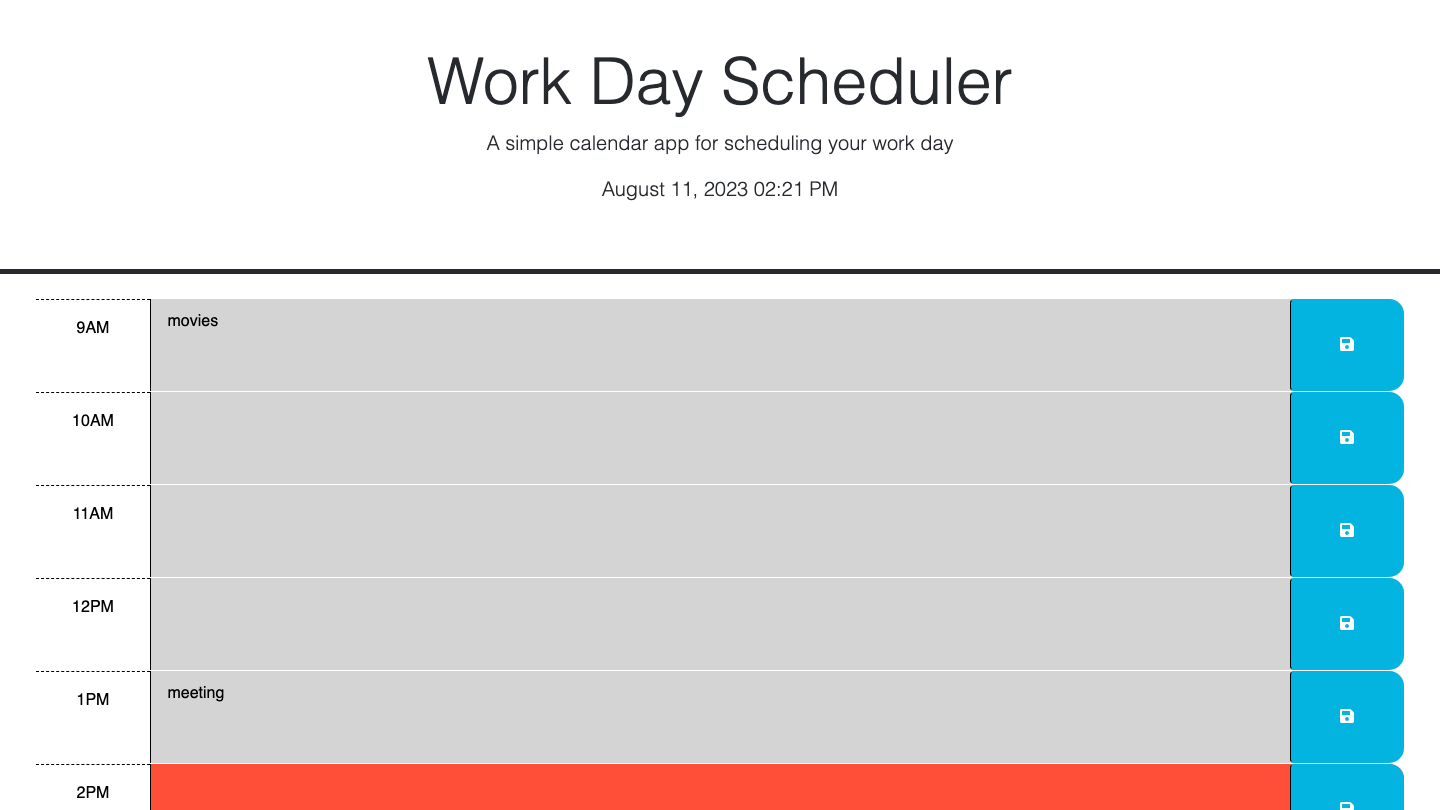 Work Day Scheduler
A simple calendar app for scheduling your work day
August 11, 2023 02:21 PM
9AM
movies
10AM
11AM
12PM
1PM
meeting
2PM